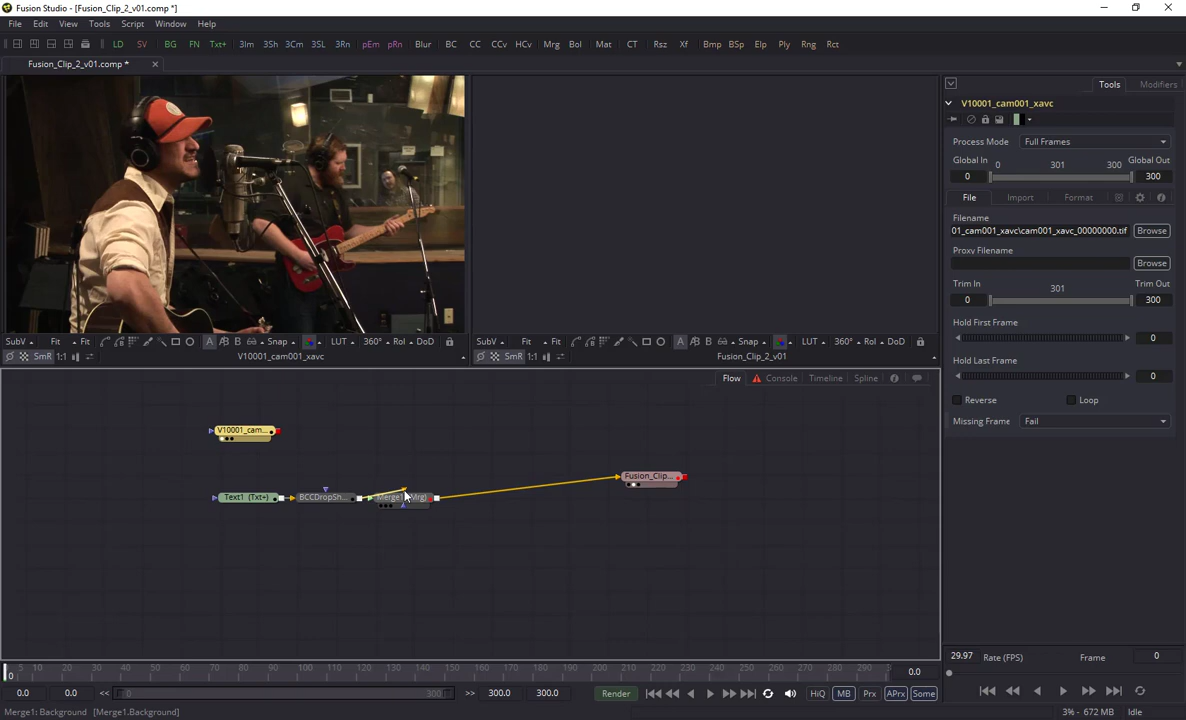 Fusion Studio - [Fusion_Clip_2_v01.comp *]
File Edit View Tools Script Window Help
LD SV BG FN Txt+ 3Im 3Sh 3Cm 3SL 3Rn pEm pRn Blur BC CC CCv HCv Mrg Bol Mat CT Rsz Xf Bmp BSp Elp Ply Rng Rct
Fusion_Clip_2_v01.comp *
Tools Modifiers
V10001_cam001_xavc
Process Mode Full Frames
Global In 0 301 300 Global Out
0 300
File Import Format
Filename
01_cam001_xavc\cam001_xavc_00000000.tif Browse
Proxy Filename
Browse
Trim In 301 Trim Out
0 300
Hold First Frame
0
Hold Last Frame
0
Reverse Loop
Missing Frame Fail
SubV Fit Fit A B Snap LUT 360° Rol DoD
SmR 1:1 V10001_cam001_xavc
SubV Fit Fit A B Snap LUT 360° Rol DoD
SmR 1:1 Fusion_Clip_2_v01
Flow Console Timeline Spline
V10001_cam...
Fusion_Clip...
Text1 (Txt+) BCCDropSh... Merge1 (Mrg)
0 5 10 20 30 40 50 60 70 80 90 100 110 120 130 140 150 160 170 180 190 200 210 220 230 240 250 260 270 280 290 0.0
0.0 0.0 << 0 300 >> 300.0 300.0 Render HiQ MB Prx APrx Some
29.97 Rate (FPS) Frame 0
Merge1: Background [Merge1.Background] 3% - 672 MB Idle